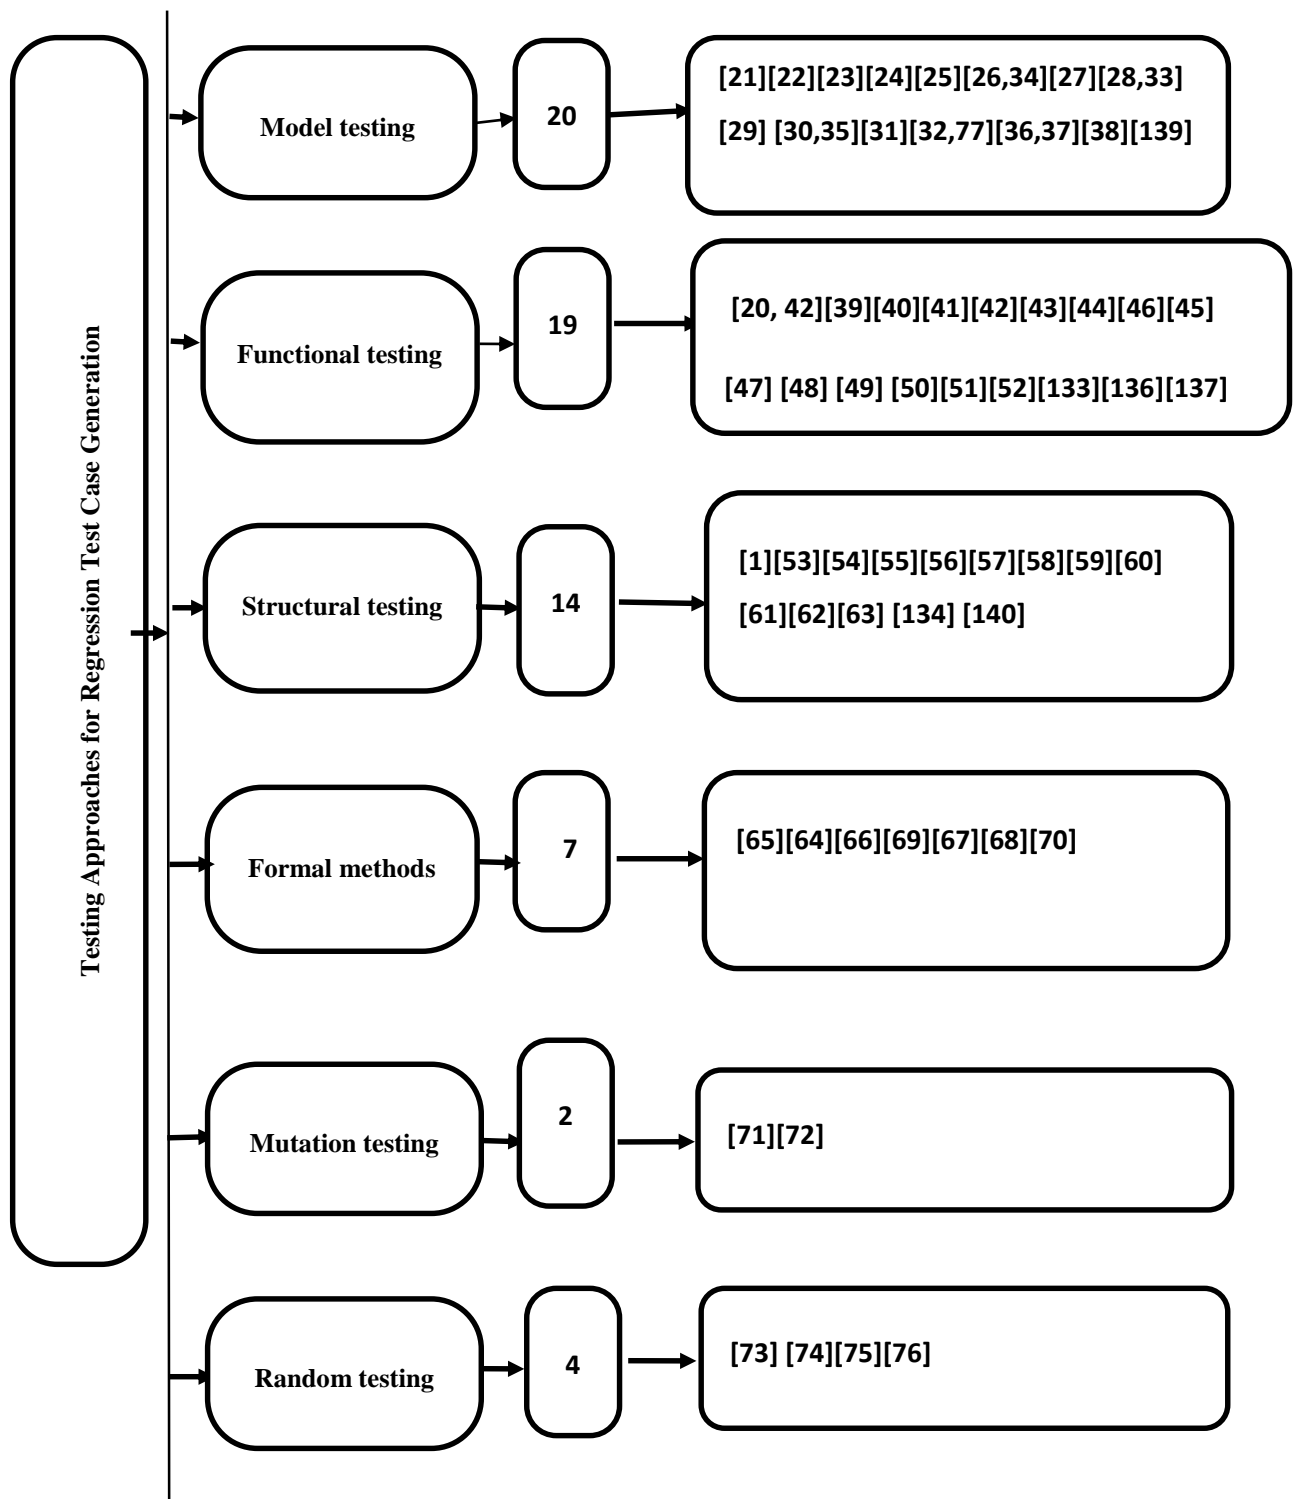 Testing Approaches for Regression Test Case Generation
Model testing
20
[21][22][23][24][25][26,34][27][28,33]
[29] [30,35][31][32,77][36,37][38][139]
Functional testing
19
[20, 42][39][40][41][42][43][44][46][45]
[47] [48] [49] [50][51][52][133][136][137]
Structural testing
14
[1][53][54][55][56][57][58][59][60]
[61][62][63] [134] [140]
Formal methods
7
[65][64][66][69][67][68][70]
Mutation testing
2
[71][72]
Random testing
4
[73] [74][75][76]